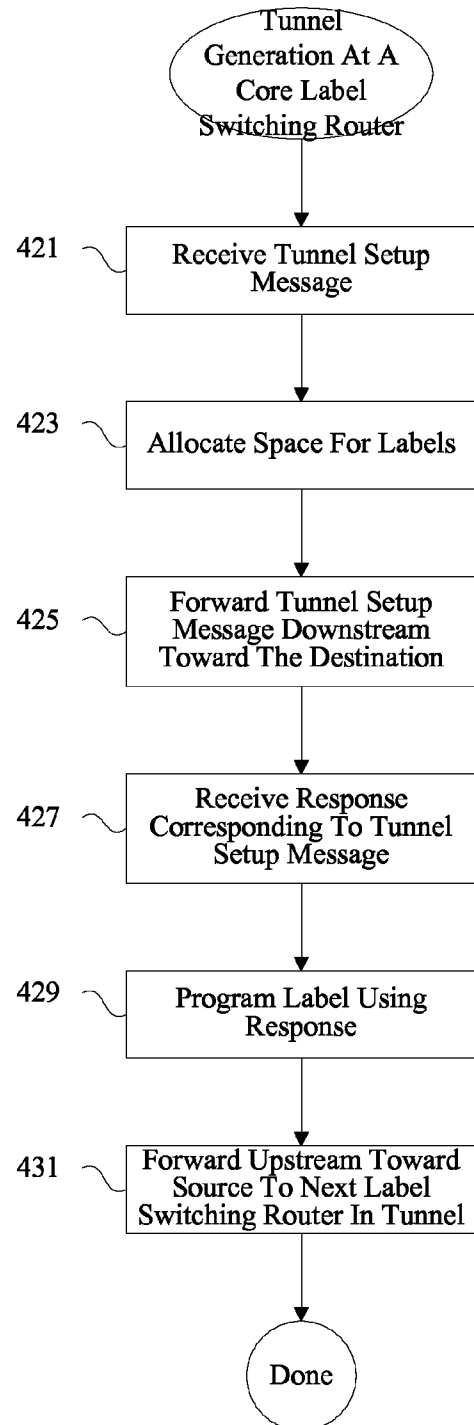 Tunnel
Generation At A
Core Label
Switching Router
421
Receive Tunnel Setup
Message
423
Allocate Space For Labels
425
Forward Tunnel Setup
Message Downstream
Toward The Destination
427
Receive Response
Corresponding To Tunnel
Setup Message
429
Program Label Using
Response
431
Forward Upstream Toward
Source To Next Label
Switching Router In Tunnel
Done